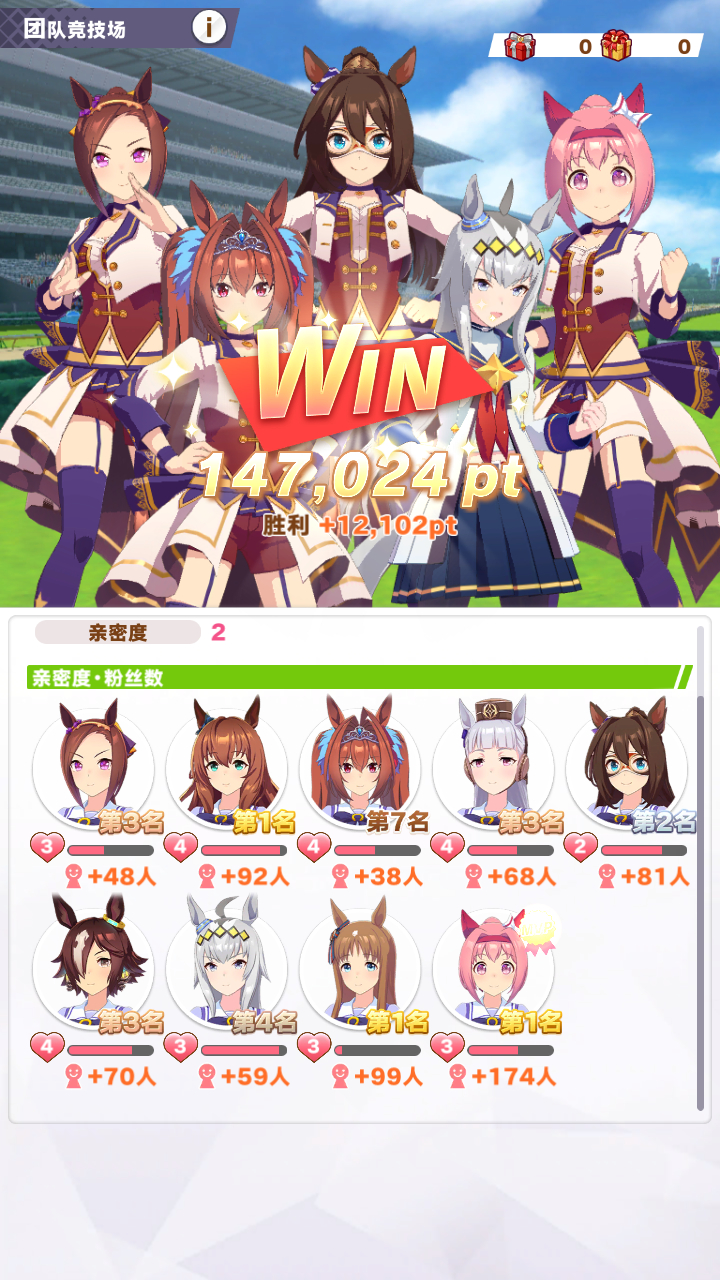 团队竞技场 i
0 0
WIN
147,024 pt
胜利 +12,102pt
亲密度 2
亲密度·粉丝数
第3名 第1名 第7名 第3名 第2名
3 4 4 4 2
+48人 +92人 +38人 +68人 +81人
第3名 第4名 第1名 第1名
4 3 3 3
+70人 +59人 +99人 +174人